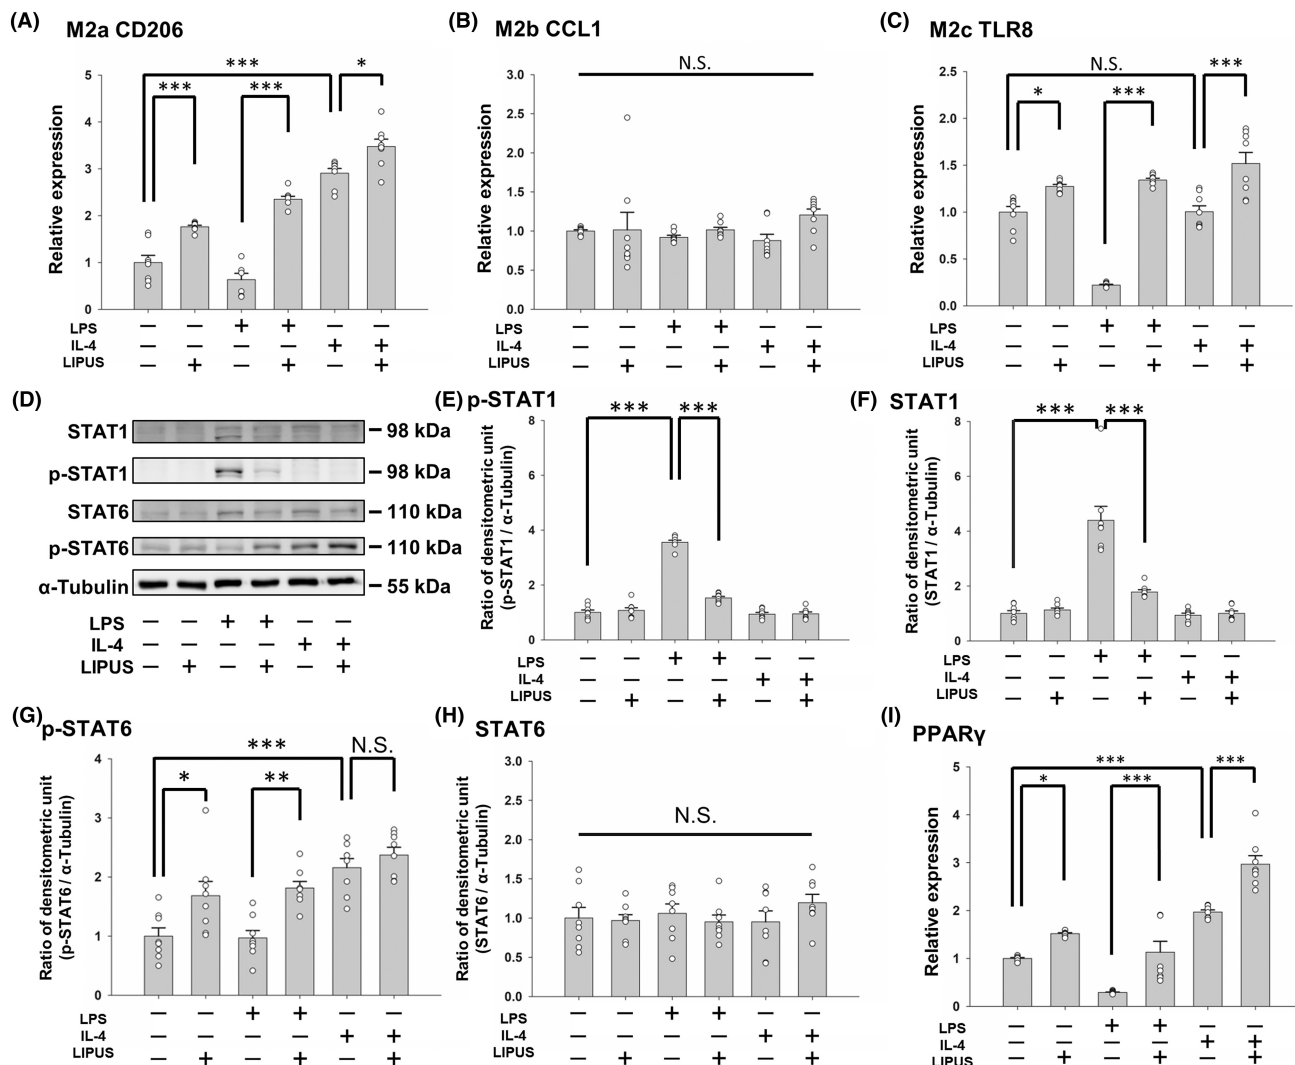 (A) M2a CD206
Relative expression
5
4
3
2
1
0
***
***
***
*
LPS — — + + — —
IL-4 — — — — + +
LIPUS — + — + — +
(B) M2b CCL1
Relative expression
3.0
2.5
2.0
1.5
1.0
0.5
0.0
N.S.
— — + + — —
— — — — + +
— + — + — +
(C) M2c TLR8
Relative expression
2.5
2.0
1.5
1.0
0.5
0.0
N.S.
*
***
***
LPS — — + + — —
IL-4 — — — — + +
LIPUS — + — + — +
(D)
STAT1 – 98 kDa
p-STAT1 – 98 kDa
STAT6 – 110 kDa
p-STAT6 – 110 kDa
α-Tubulin – 55 kDa
LPS — — + + — —
IL-4 — — — — + +
LIPUS — + — + — +
(E) p-STAT1
Ratio of densitometric unit
(p-STAT1 / α-Tubulin)
8
6
4
2
0
***
***
LPS — — + + — —
IL-4 — — — — + +
LIPUS — + — + — +
(F) STAT1
Ratio of densitometric unit
(STAT1 / α-Tubulin)
8
6
4
2
0
***
***
LPS — — + + — —
IL-4 — — — — + +
LIPUS — + — + — +
(G) p-STAT6
Ratio of densitometric unit
(p-STAT6 / α-Tubulin)
4
3
2
1
0
***
*
**
N.S.
LPS — — + + — —
IL-4 — — — — + +
LIPUS — + — + — +
(H) STAT6
Ratio of densitometric unit
(STAT6 / α-Tubulin)
3.0
2.5
2.0
1.5
1.0
0.5
0.0
N.S.
LPS — — + + — —
IL-4 — — — — + +
LIPUS — + — + — +
(I) PPARγ
Relative expression
5
4
3
2
1
0
***
*
***
***
LPS — — + + — —
IL-4 — — — — + +
LIPUS — + — + — +